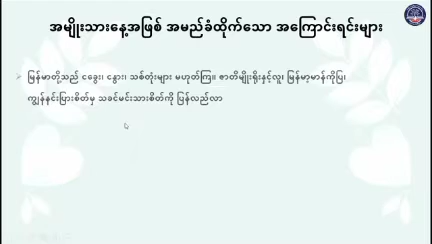 အမျိုးသားနေ့အဖြစ် အမည်ခံထိုက်သော အကြောင်းရင်းများ
မြန်မာတို့သည် ခွေး၊ နွား၊ သစ်တုံးများ မဟုတ်ကြ။ ဇာတိမျိုးရိုးနှင့်လူ၊ မြန်မာ့မာန်ကိုပြ၊
ကျွန်နင်းပြားစိတ်မှ သခင်မင်းသားစိတ်ကို ပြန်လည်လာ